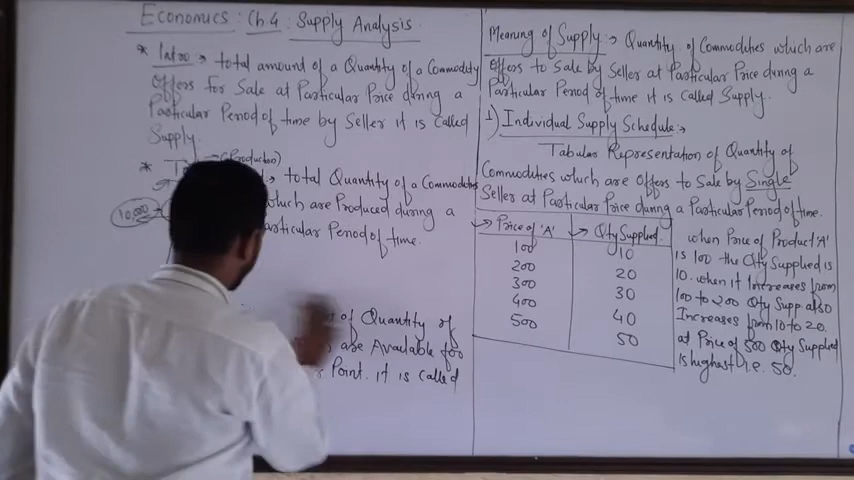 Economics : Ch.4 : Supply Analysis.
* Intro :→ total amount of a Quantity of a Commodity
Offers for Sale at Particular Price during a
Particular Period of time by Seller it is called
Supply.
* (Production)
10,000 :→ total Quantity of a Commodities
which are Produced during a
Particular Period of time.
of Quantity of
are Available for
Point. it is called
Meaning of Supply :→ Quantity of Commodities which are
Offers to Sale by Seller at Particular Price during a
Particular Period of time it is called Supply.
1) Individual Supply Schedule :→
Tabular Representation of Quantity of
Commodities which are Offers to Sale by Single
Seller at Particular Price during a Particular Period of time.
→ Price of 'A' → Qty Supplied.
100 10
200 20
300 30
400 40
500 50
when Price of Product 'A'
is 100 the Qty Supplied is
10. when it Increases from
100 to 200 Qty Supp. also
Increases from 10 to 20.
at Price of 500 Qty Supplied
is highest i.e. 50.